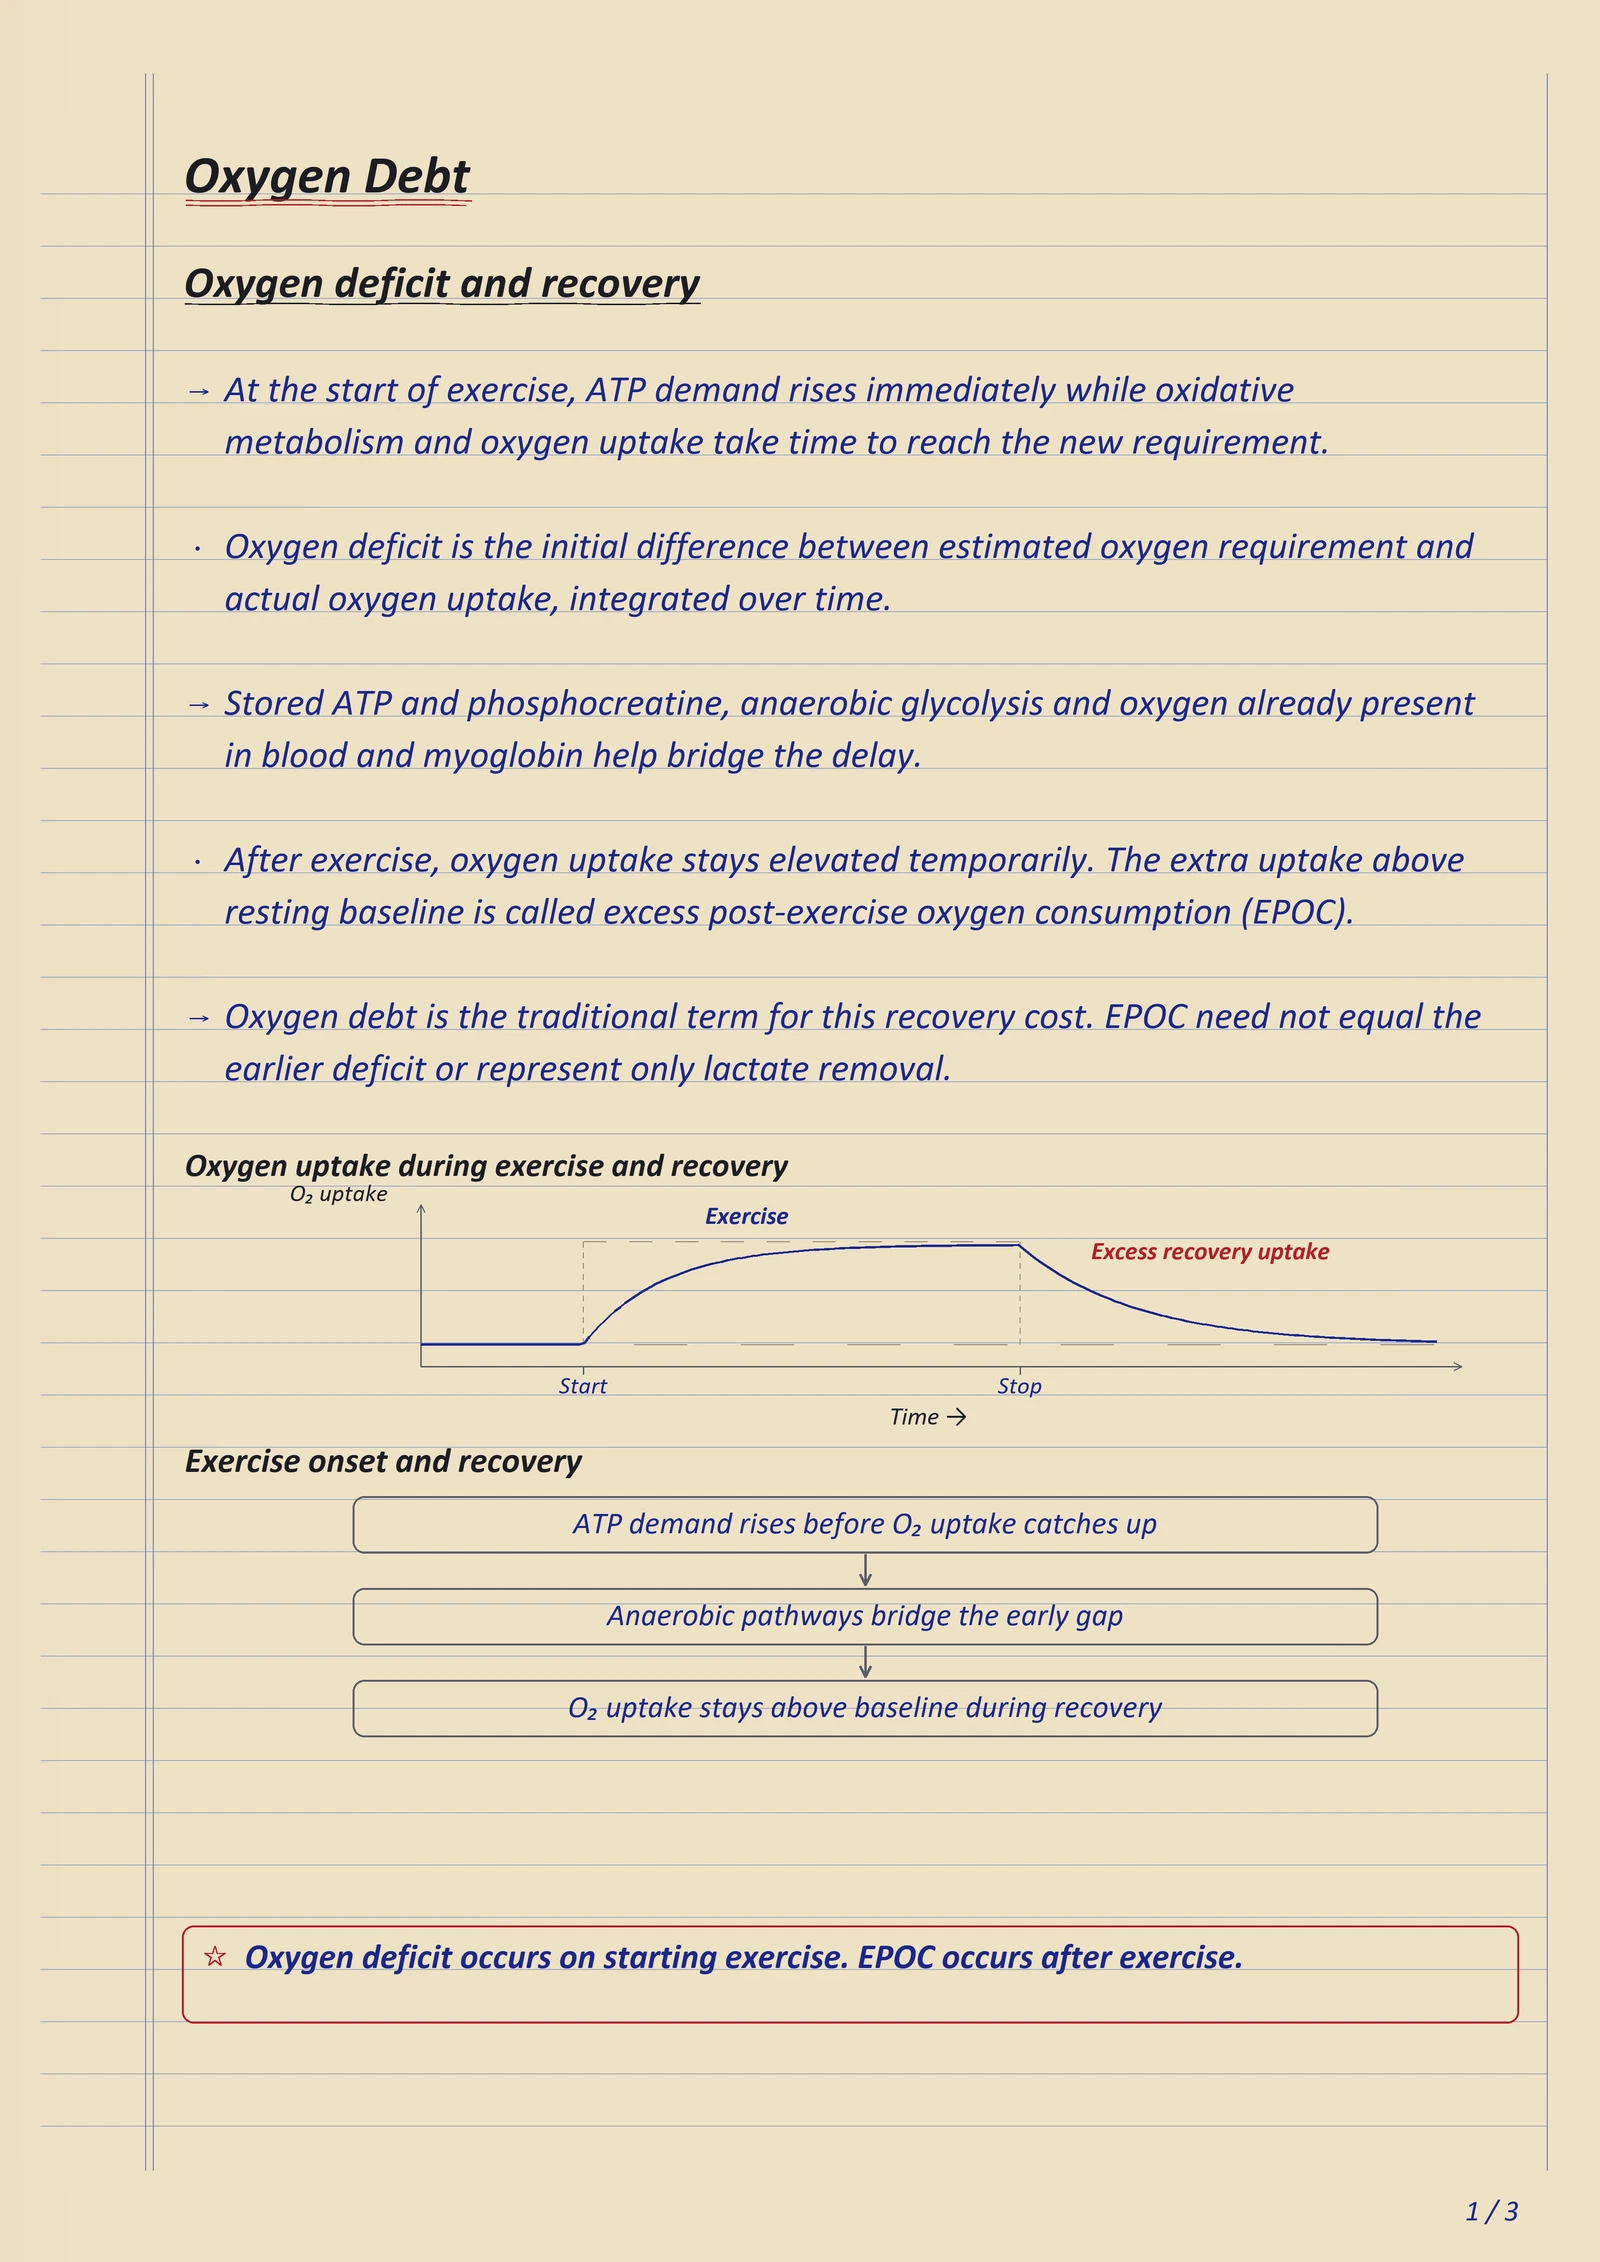 Oxygen Debt
Oxygen deficit and recovery
→ At the start of exercise, ATP demand rises immediately while oxidative
metabolism and oxygen uptake take time to reach the new requirement.
· Oxygen deficit is the initial difference between estimated oxygen requirement and
actual oxygen uptake, integrated over time.
→ Stored ATP and phosphocreatine, anaerobic glycolysis and oxygen already present
in blood and myoglobin help bridge the delay.
· After exercise, oxygen uptake stays elevated temporarily. The extra uptake above
resting baseline is called excess post-exercise oxygen consumption (EPOC).
→ Oxygen debt is the traditional term for this recovery cost. EPOC need not equal the
earlier deficit or represent only lactate removal.
Oxygen uptake during exercise and recovery
O₂ uptake
Exercise
Excess recovery uptake
Start
Stop
Time →
Exercise onset and recovery
ATP demand rises before O₂ uptake catches up
Anaerobic pathways bridge the early gap
O₂ uptake stays above baseline during recovery
☆ Oxygen deficit occurs on starting exercise. EPOC occurs after exercise.
1 / 3